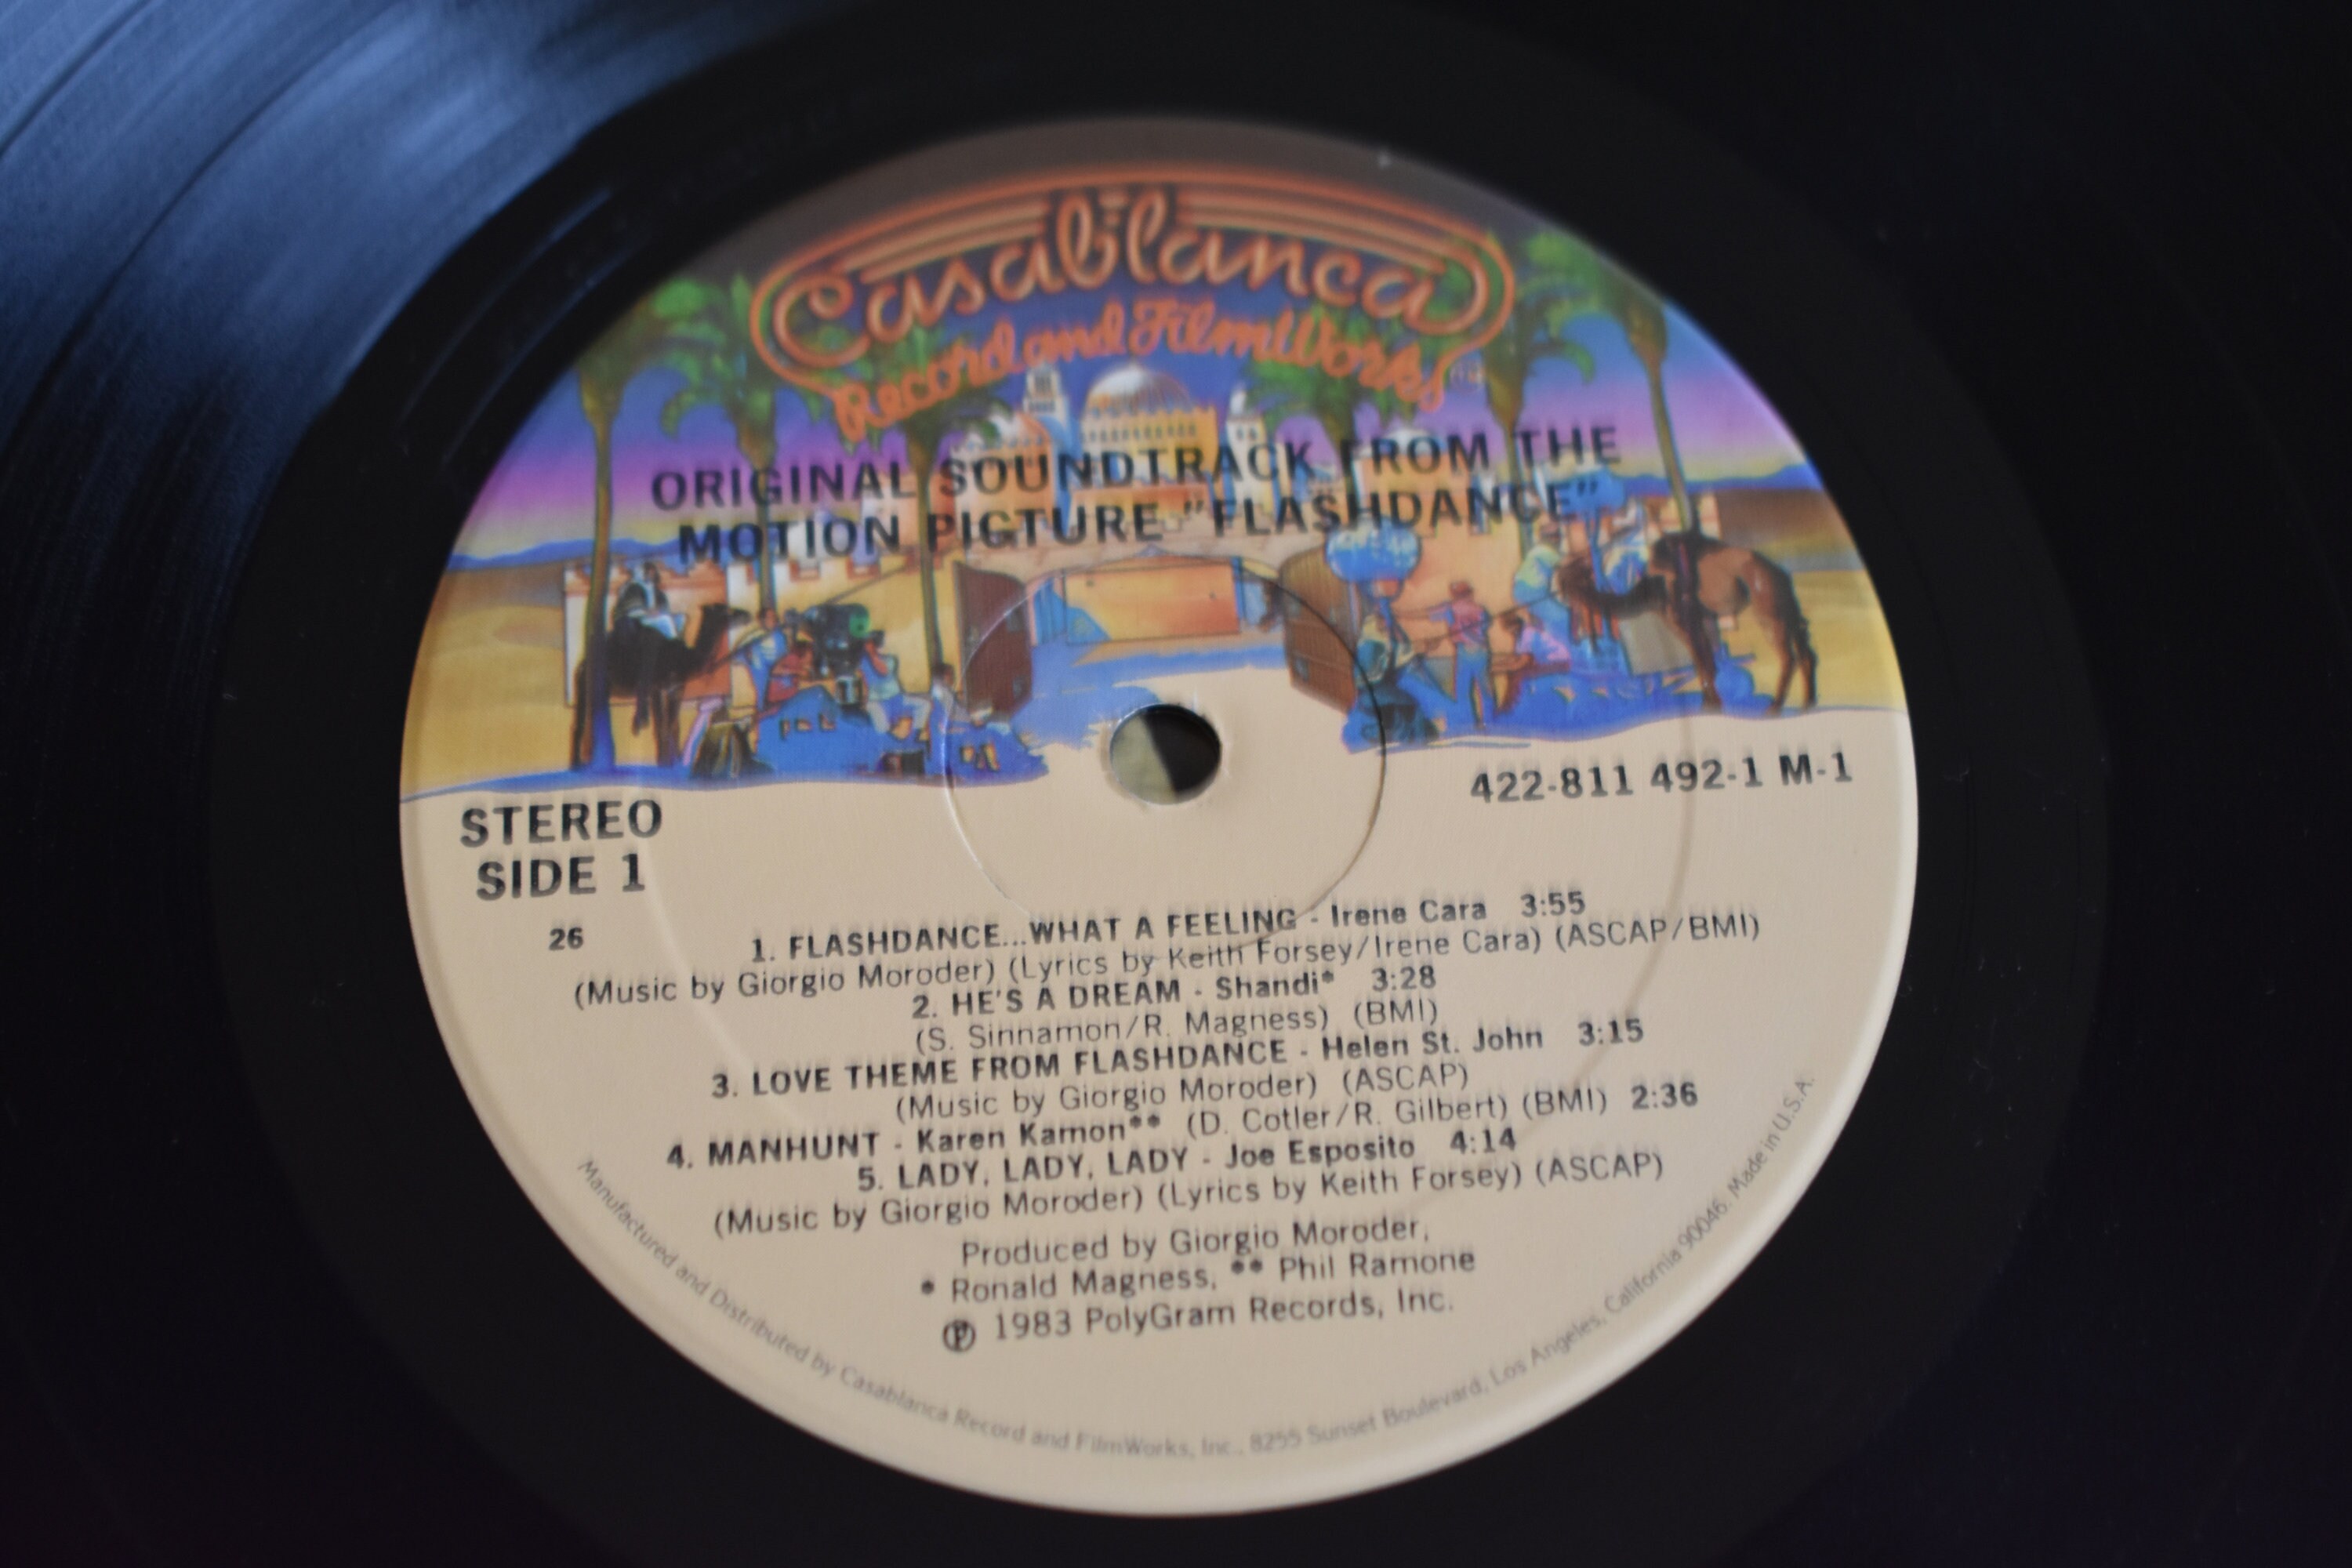 Casablanca
Record and FilmWorks
ORIGINAL SOUNDTRACK FROM THE
MOTION PICTURE "FLASHDANCE"
422-811 492-1 M-1
STEREO
SIDE 1
26
1. FLASHDANCE...WHAT A FEELING - Irene Cara 3:55
(Music by Giorgio Moroder) (Lyrics by Keith Forsey/Irene Cara) (ASCAP/BMI)
2. HE'S A DREAM - Shandi* 3:28
(S. Sinnamon/R. Magness) (BMI)
3. LOVE THEME FROM FLASHDANCE - Helen St. John 3:15
(Music by Giorgio Moroder) (ASCAP)
4. MANHUNT - Karen Kamon** (D. Cotler/R. Gilbert) (BMI) 2:36
5. LADY, LADY, LADY - Joe Esposito 4:14
(Music by Giorgio Moroder) (Lyrics by Keith Forsey) (ASCAP)
Produced by Giorgio Moroder,
* Ronald Magness, ** Phil Ramone
℗ 1983 PolyGram Records, Inc.
Manufactured and Distributed by Casablanca Record and FilmWorks, Inc., 8255 Sunset Boulevard, Los Angeles, California 90046. Made in U.S.A.